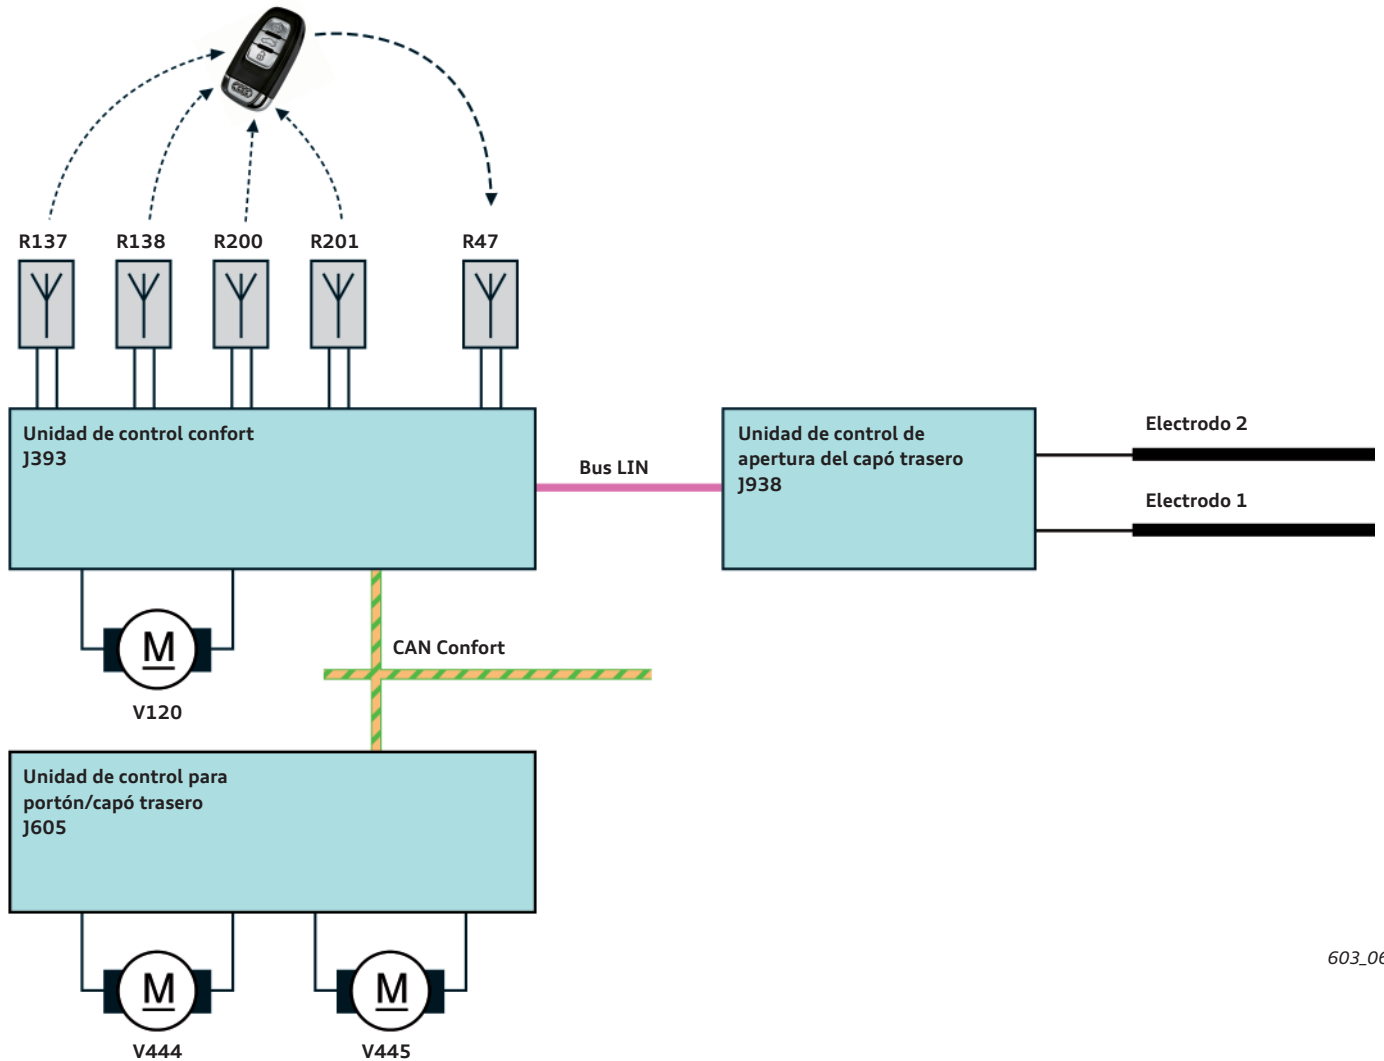 R137
R138
R200
R201
R47
Unidad de control confort
J393
Bus LIN
Unidad de control de
apertura del capó trasero
J938
Electrodo 2
Electrodo 1
M
V120
CAN Confort
Unidad de control para
portón/capó trasero
J605
M
M
V444
V445
603_06